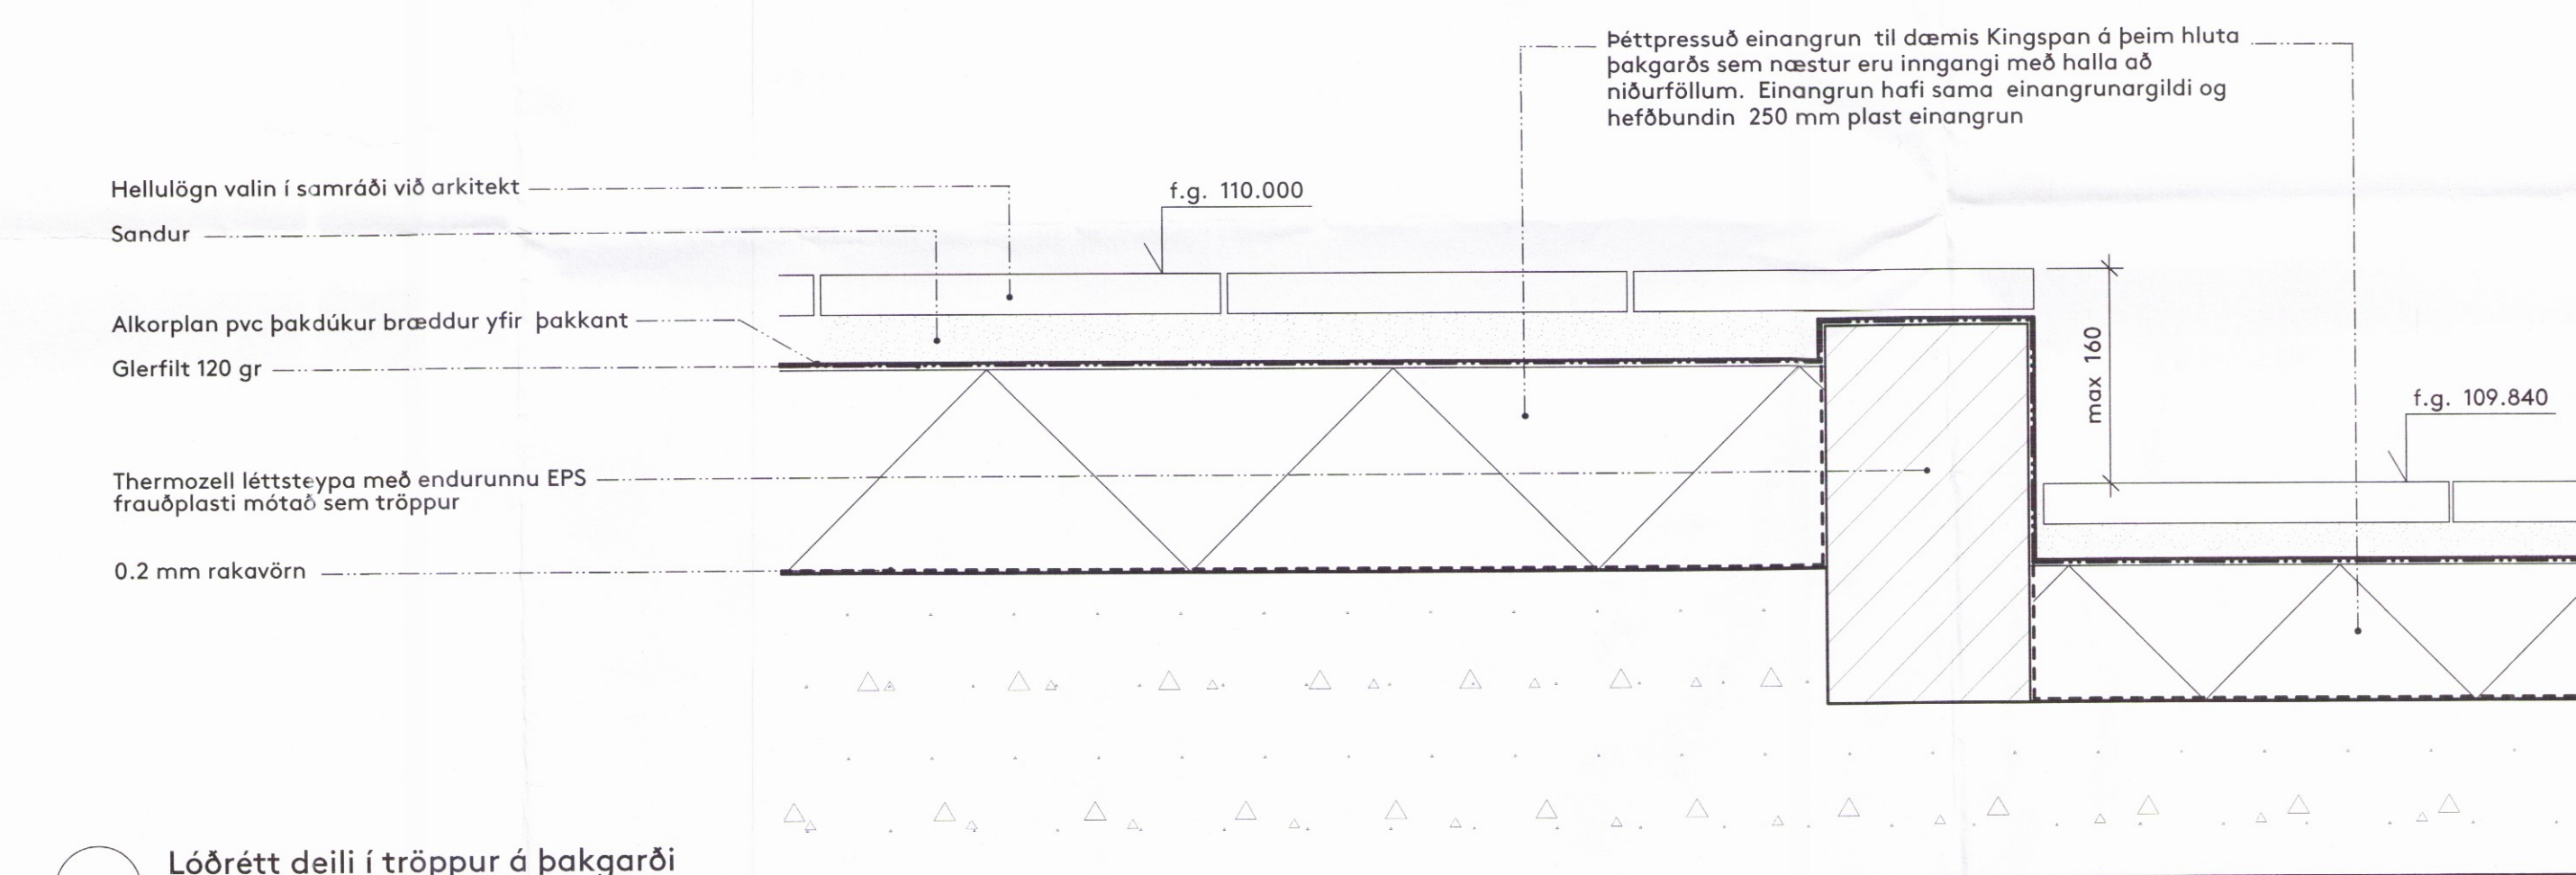 Þéttpressuð einangrun til dæmis Kingspan á þeim hluta
þakgarðs sem næstur eru inngangi með halla að
niðurföllum. Einangrun hafi sama einangrunargildi og
hefðbundin 250 mm plast einangrun
Hellulögn valin í samráði við arkitekt
f.g. 110.000
Sandur
Alkorplan pvc þakdúkur bræddur yfir þakkant
Glerfilt 120 gr
max 160
f.g. 109.840
Thermozell léttsteypa með endurunnu EPS
frauðplasti mótað sem tröppur
0.2 mm rakavörn
Lóðrétt deili í tröppur á þakgarði